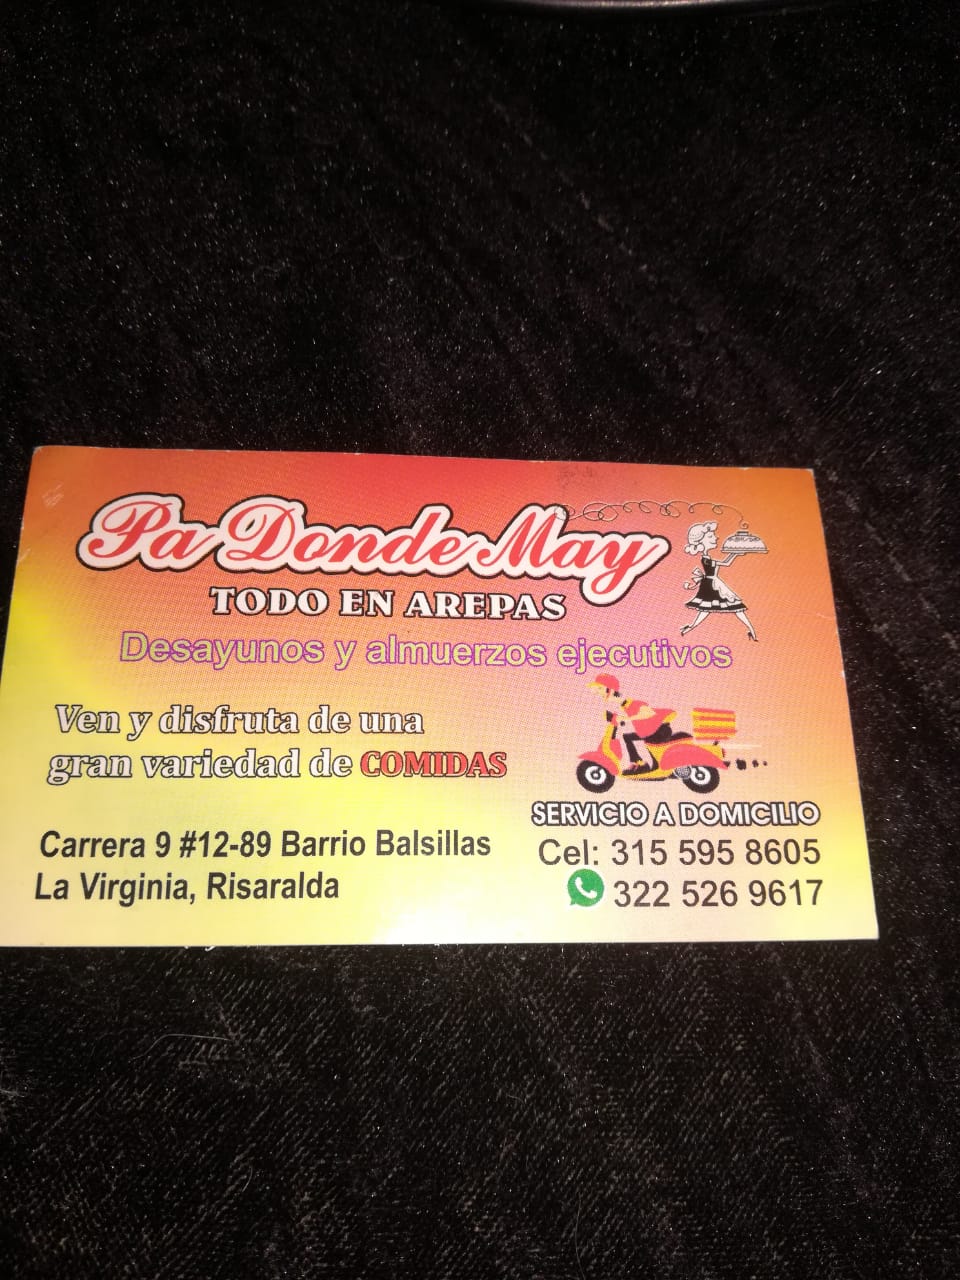 Pa Donde May
TODO EN AREPAS
Desayunos y almuerzos ejecutivos
Ven y disfruta de una
gran variedad de COMIDAS
SERVICIO A DOMICILIO
Carrera 9 #12-89 Barrio Balsillas
La Virginia, Risaralda
Cel: 315 595 8605
322 526 9617